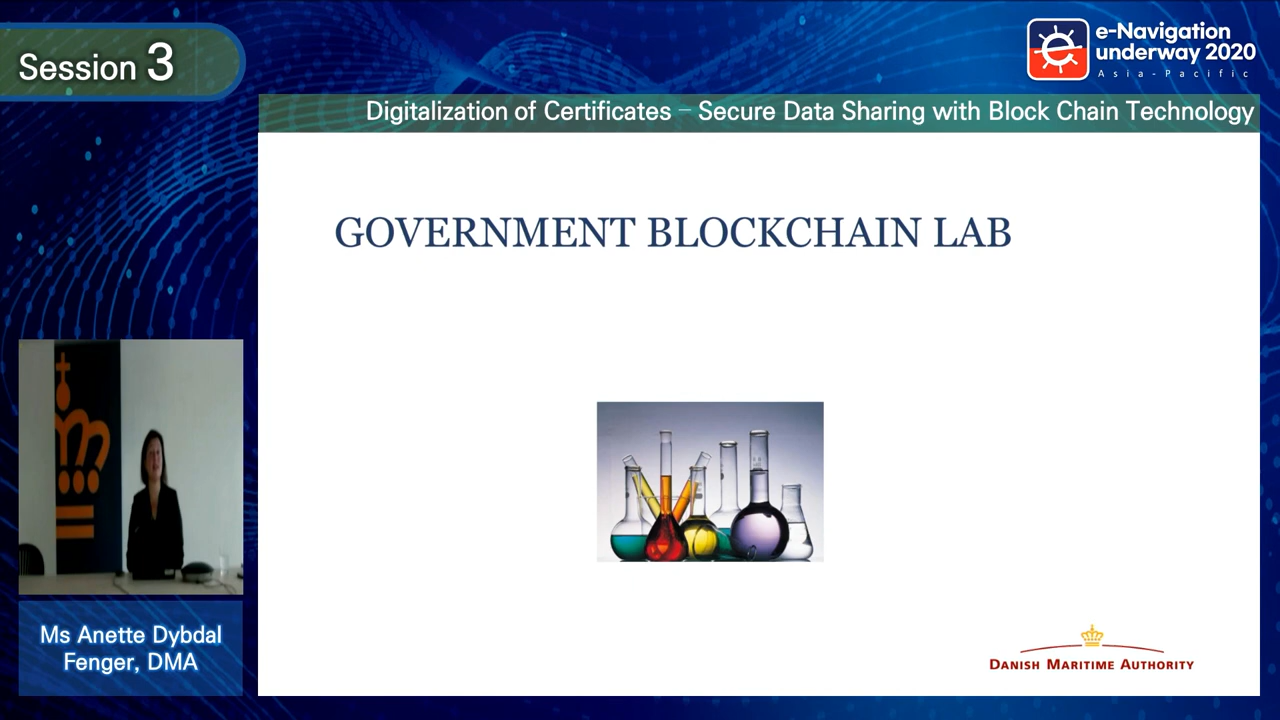 Session 3
e-Navigation
underway 2020
Asia-Pacific
Digitalization of Certificates – Secure Data Sharing with Block Chain Technology
GOVERNMENT BLOCKCHAIN LAB
Ms Anette Dybdal
Fenger, DMA
DANISH MARITIME AUTHORITY